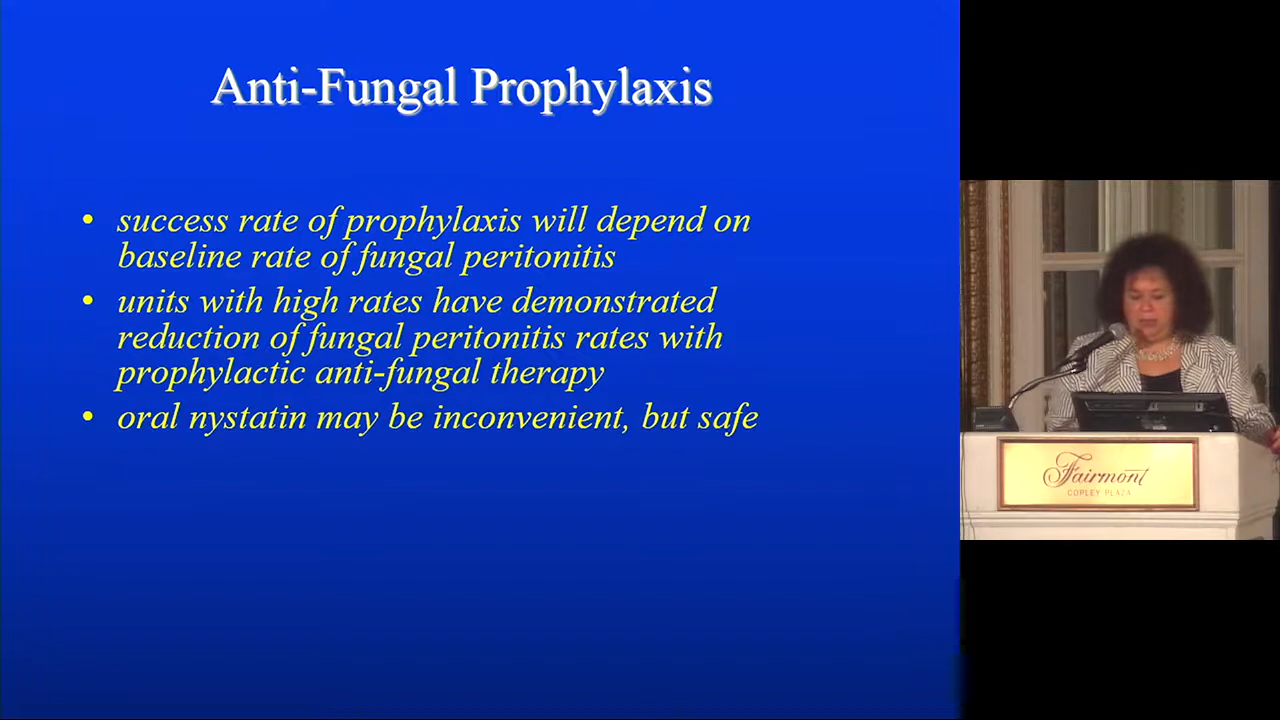 Anti-Fungal Prophylaxis
• success rate of prophylaxis will depend on
baseline rate of fungal peritonitis
• units with high rates have demonstrated
reduction of fungal peritonitis rates with
prophylactic anti-fungal therapy
• oral nystatin may be inconvenient, but safe
Fairmont
COPLEY PLAZA